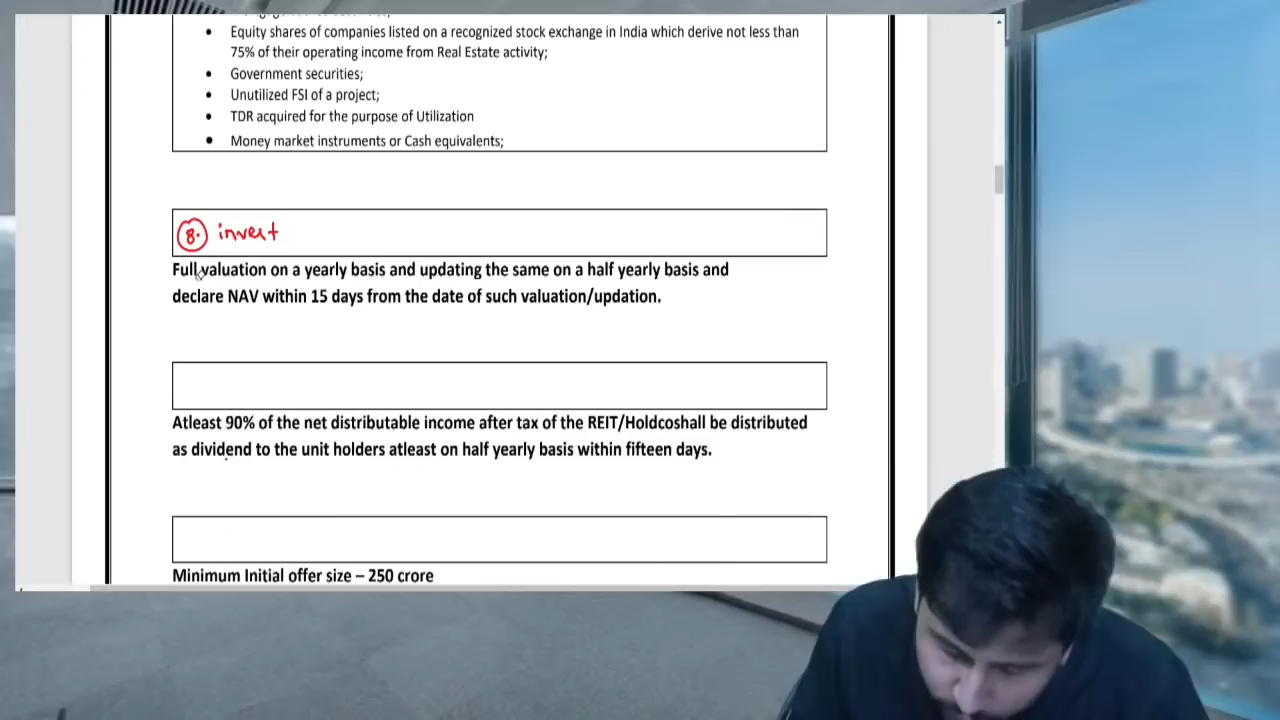 Equity shares of companies listed on a recognized stock exchange in India which derive not less than
75% of their operating income from Real Estate activity;
Government securities;
Unutilized FSI of a project;
TDR acquired for the purpose of Utilization
Money market instruments or Cash equivalents;
8. invest
Full valuation on a yearly basis and updating the same on a half yearly basis and
declare NAV within 15 days from the date of such valuation/updation.
Atleast 90% of the net distributable income after tax of the REIT/Holdcoshall be distributed
as dividend to the unit holders atleast on half yearly basis within fifteen days.
Minimum Initial offer size – 250 crore